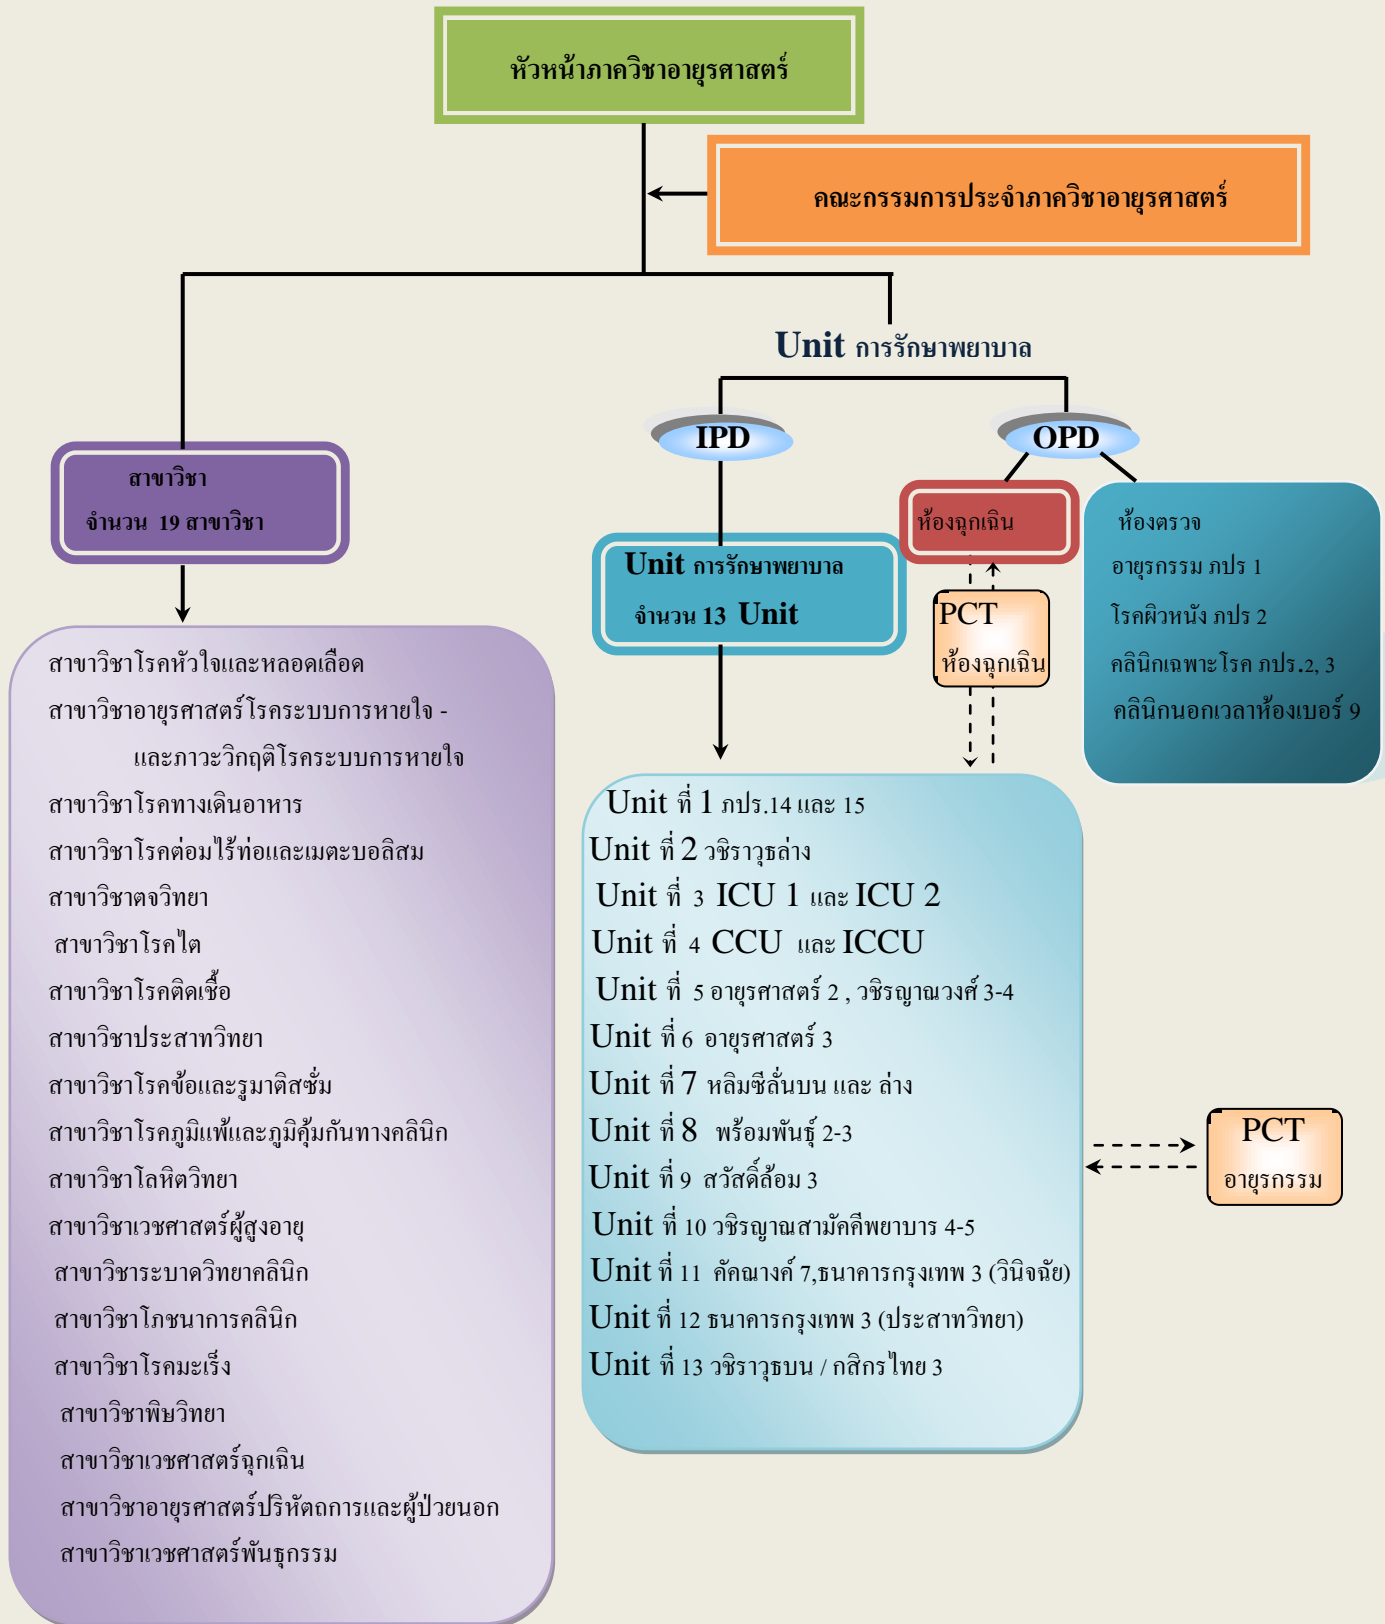 หัวหน้าภาควิชาอายุรศาสตร์
คณะกรรมการประจำภาควิชาอายุรศาสตร์
Unit การรักษาพยาบาล
IPD
OPD
สาขาวิชา
จำนวน 19 สาขาวิชา
Unit การรักษาพยาบาล
จำนวน 13 Unit
ห้องฉุกเฉิน
PCT
ห้องฉุกเฉิน
ห้องตรวจ
อายุรกรรม ภปร 1
โรคผิวหนัง ภปร 2
คลินิกเฉพาะโรค ภปร.2, 3
คลินิกนอกเวลาห้องเบอร์ 9
สาขาวิชาโรคหัวใจและหลอดเลือด
สาขาวิชาอายุรศาสตร์โรคระบบการหายใจ -
และภาวะวิกฤติโรคระบบการหายใจ
สาขาวิชาโรคทางเดินอาหาร
สาขาวิชาโรคต่อมไร้ท่อและเมตะบอลิสม
สาขาวิชาตจวิทยา
สาขาวิชาโรคไต
สาขาวิชาโรคติดเชื้อ
สาขาวิชาประสาทวิทยา
สาขาวิชาโรคข้อและรูมาติสซั่ม
สาขาวิชาโรคภูมิแพ้และภูมิคุ้มกันทางคลินิก
สาขาวิชาโลหิตวิทยา
สาขาวิชาเวชศาสตร์ผู้สูงอายุ
สาขาวิชาระบาดวิทยาคลินิก
สาขาวิชาโภชนาการคลินิก
สาขาวิชาโรคมะเร็ง
สาขาวิชาพิษวิทยา
สาขาวิชาเวชศาสตร์ฉุกเฉิน
สาขาวิชาอายุรศาสตร์ปริหัตถการและผู้ป่วยนอก
สาขาวิชาเวชศาสตร์พันธุกรรม
Unit ที่ 1 ภปร.14 และ 15
Unit ที่ 2 วชิราวุธล่าง
Unit ที่ 3 ICU 1 และ ICU 2
Unit ที่ 4 CCU และ ICCU
Unit ที่ 5 อายุรศาสตร์ 2 , วชิรญาณวงศ์ 3-4
Unit ที่ 6 อายุรศาสตร์ 3
Unit ที่ 7 หลิมซีลั่นบน และ ล่าง
Unit ที่ 8 พร้อมพันธุ์ 2-3
Unit ที่ 9 สวัสดิ์ล้อม 3
Unit ที่ 10 วชิรญาณสามัคคีพยาบาร 4-5
Unit ที่ 11 คัคณางค์ 7,ธนาคารกรุงเทพ 3 (วินิจฉัย)
Unit ที่ 12 ธนาคารกรุงเทพ 3 (ประสาทวิทยา)
Unit ที่ 13 วชิราวุธบน / กสิกรไทย 3
PCT
อายุรกรรม